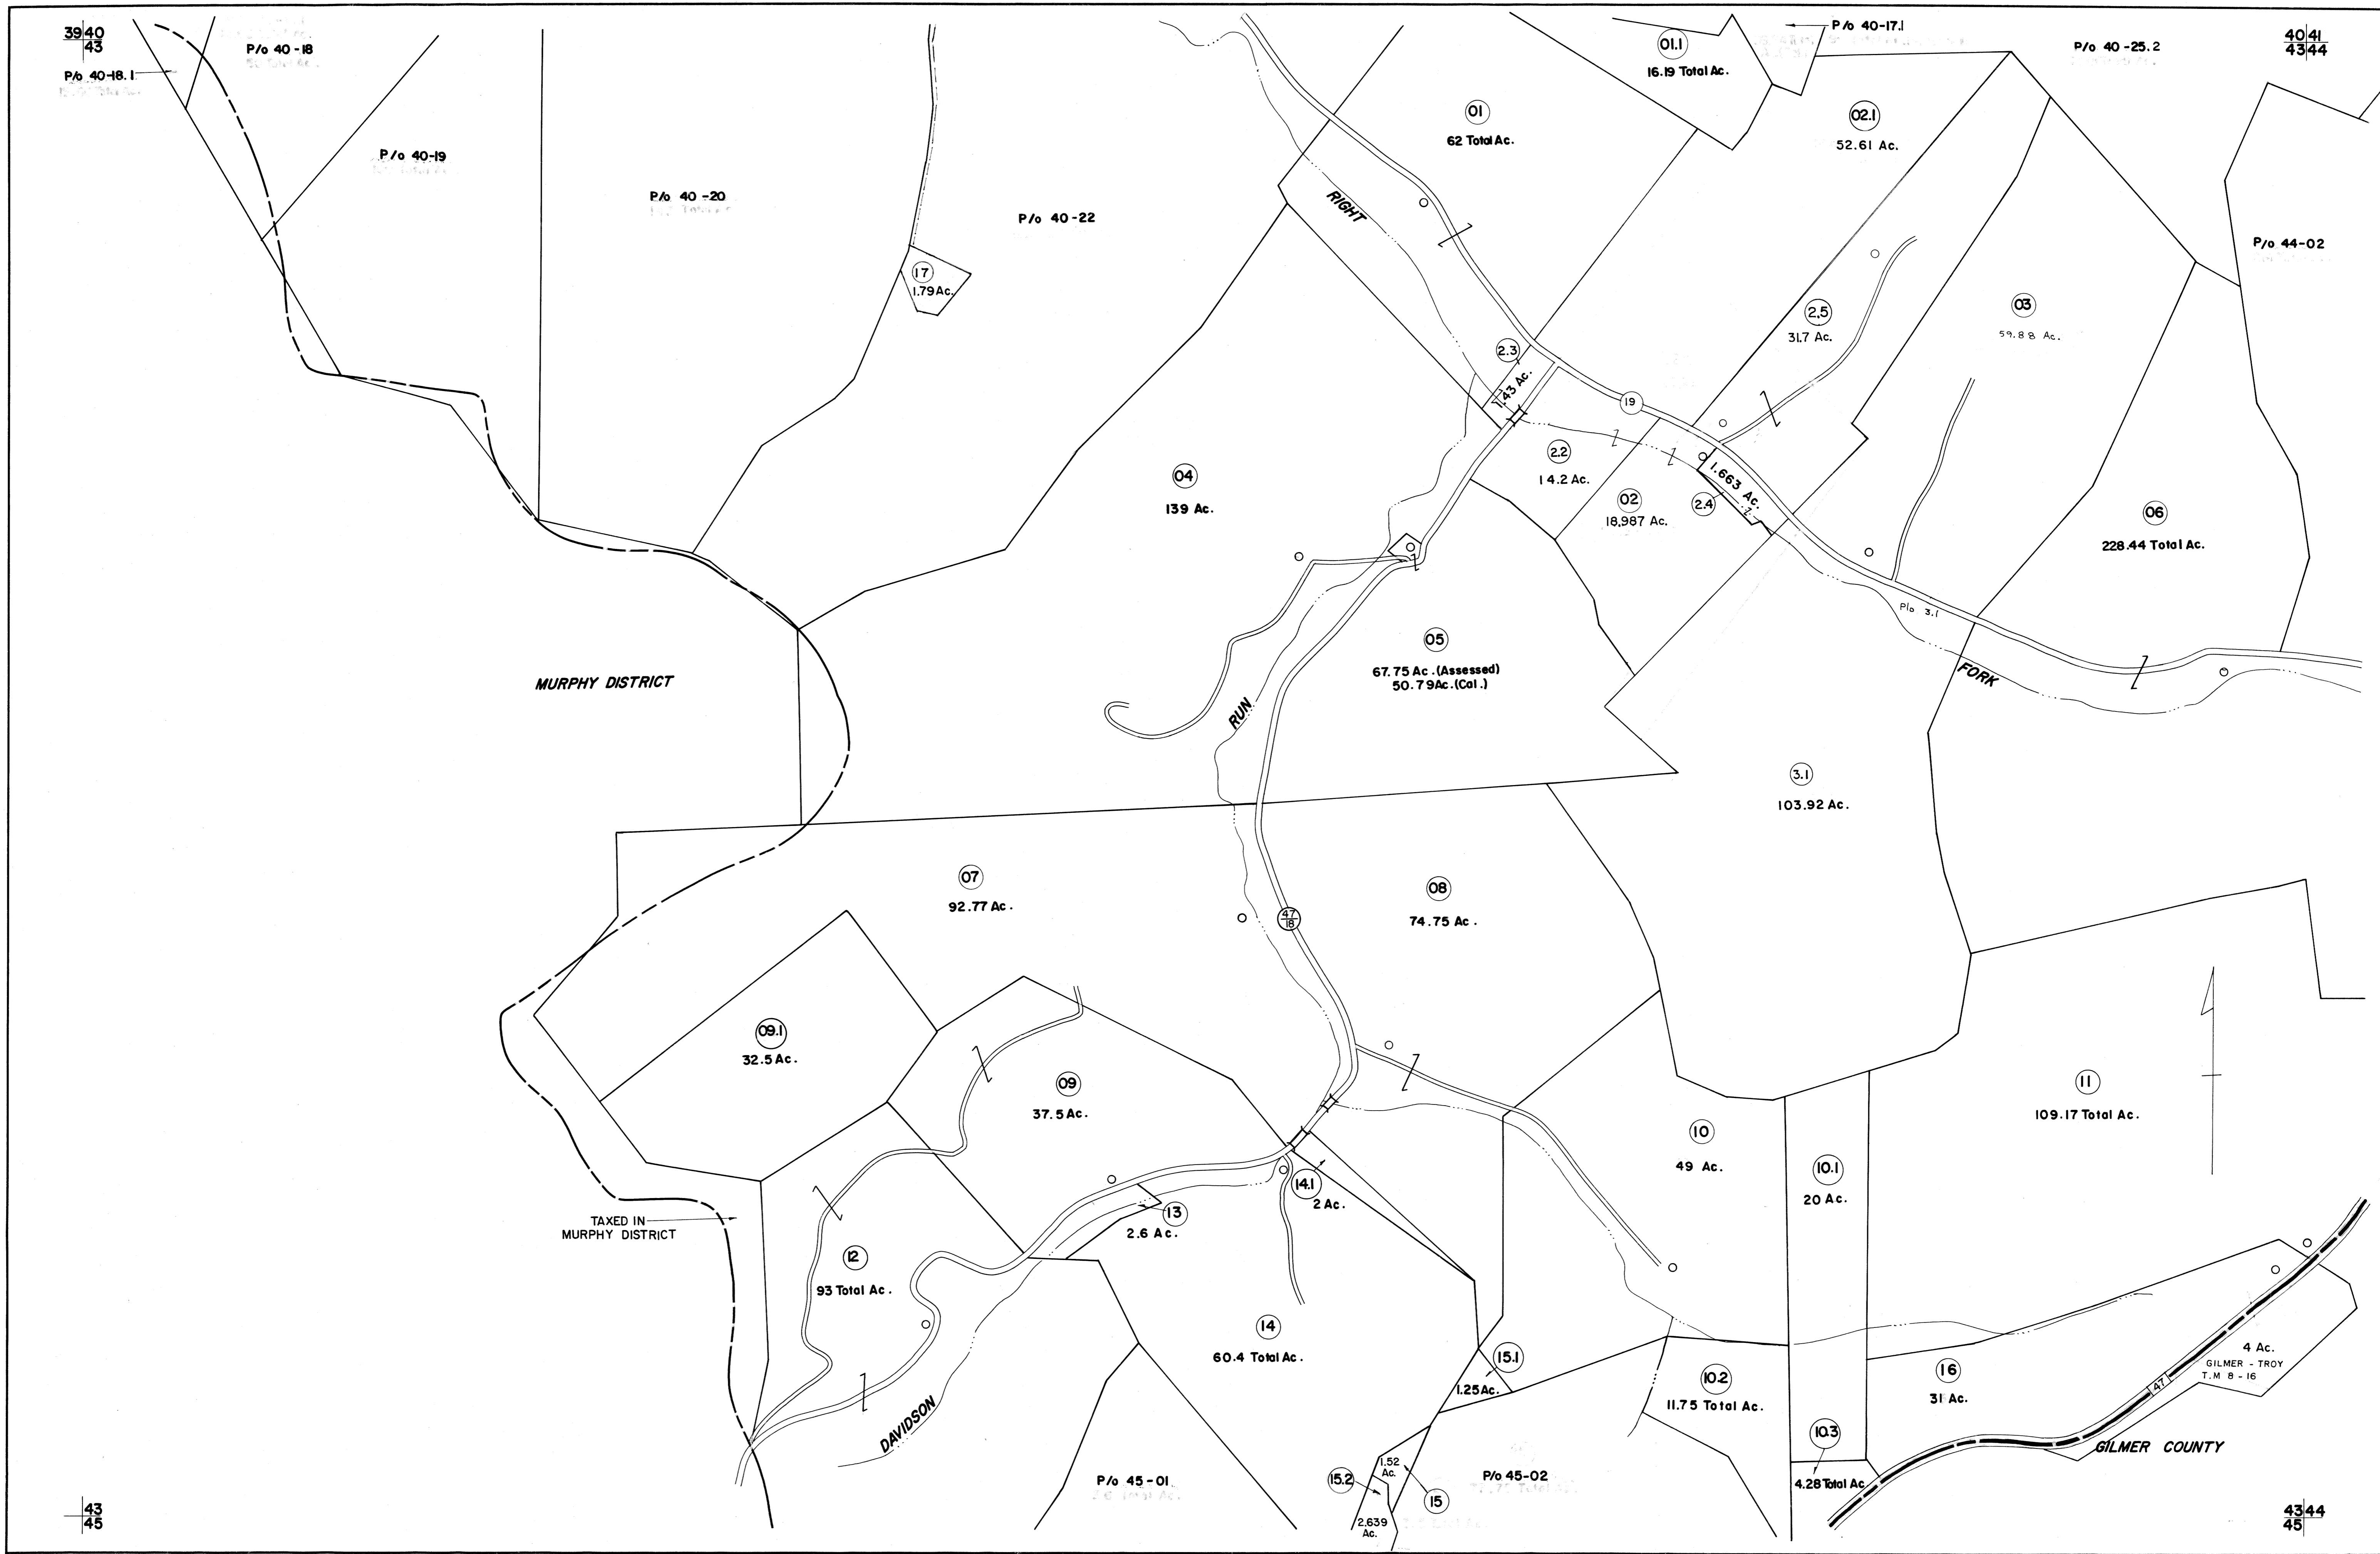 39 40
43
P/o 40-18
P/o 40-18.1
P/o 40-19
P/o 40-20
P/o 40-22
17
1.79 Ac.
01
62 Total Ac.
01.1
16.19 Total Ac.
P/o 40-17.1
P/o 40-25.2
40 41
43 44
02.1
52.61 Ac.
P/o 44-02
RIGHT
2.5
31.7 Ac.
03
59.88 Ac.
2.3
1.43 Ac.
19
04
139 Ac.
2.2
14.2 Ac.
02
18.987 Ac.
1.663 Ac.
2.4
06
228.44 Total Ac.
P/o 3.1
FORK
05
67.75 Ac. (Assessed)
50.79 Ac. (Cal.)
MURPHY DISTRICT
RUN
3.1
103.92 Ac.
07
92.77 Ac.
08
74.75 Ac.
47
18
09.1
32.5 Ac.
09
37.5 Ac.
10
49 Ac.
10.1
20 Ac.
11
109.17 Total Ac.
14.1
2 Ac.
13
2.6 Ac.
TAXED IN
MURPHY DISTRICT
12
93 Total Ac.
14
60.4 Total Ac.
15.1
1.25 Ac.
10.2
11.75 Total Ac.
16
31 Ac.
4 Ac.
GILMER - TROY
T.M 8-16
47
DAVIDSON
10.3
4.28 Total Ac
GILMER COUNTY
P/o 45-01
1.52
Ac.
15.2
15
2.639
Ac.
P/o 45-02
43
45
43 44
45